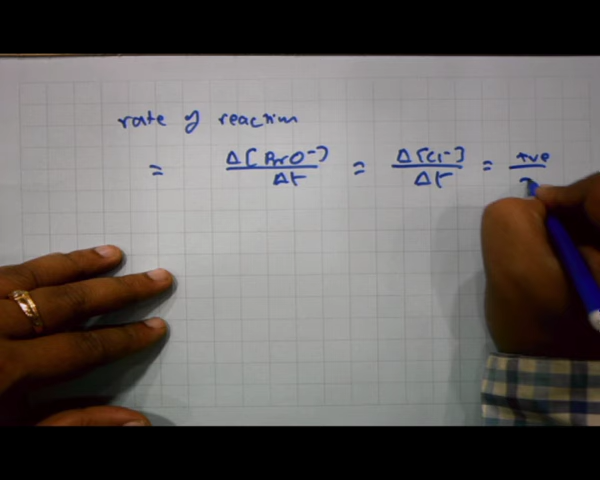 rate of reaction
= Δ[BrO⁻]/Δt = Δ[Cl⁻]/Δt = +ve/